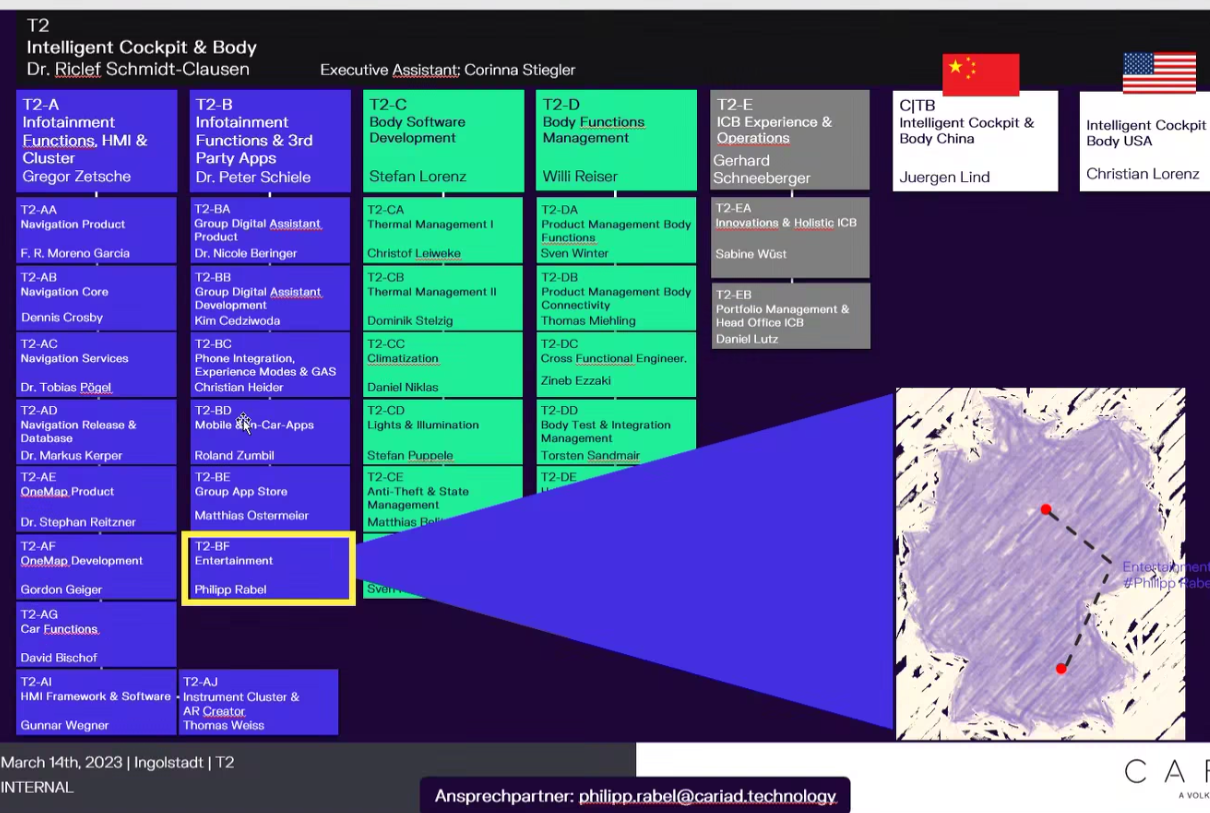 T2
Intelligent Cockpit & Body
Dr. Riclef Schmidt-Clausen
Executive Assistant: Corinna Stiegler
T2-A
Infotainment
Functions, HMI &
Cluster
Gregor Zetsche
T2-B
Infotainment
Functions & 3rd
Party Apps
Dr. Peter Schiele
T2-C
Body Software
Development
Stefan Lorenz
T2-D
Body Functions
Management
Willi Reiser
T2-E
ICB Experience &
Operations
Gerhard
Schneeberger
C|TB
Intelligent Cockpit &
Body China
Juergen Lind
Intelligent Cockpit
Body USA
Christian Lorenz
T2-AA
Navigation Product
F. R. Moreno Garcia
T2-AB
Navigation Core
Dennis Crosby
T2-AC
Navigation Services
Dr. Tobias Pögel
T2-AD
Navigation Release &
Database
Dr. Markus Kerper
T2-AE
OneMap Product
Dr. Stephan Reitzner
T2-AF
OneMap Development
Gordon Geiger
T2-AG
Car Functions
David Bischof
T2-AI
HMI Framework & Software
Gunnar Wegner
T2-AJ
Instrument Cluster &
AR Creator
Thomas Weiss
T2-BA
Group Digital Assistant
Product
Dr. Nicole Beringer
T2-BB
Group Digital Assistant
Development
Kim Cedziwoda
T2-BC
Phone Integration,
Experience Modes & GAS
Christian Heider
T2-BD
Mobile & In-Car-Apps
Roland Zumbil
T2-BE
Group App Store
Matthias Ostermeier
T2-BF
Entertainment
Philipp Rabel
T2-CA
Thermal Management I
Christof Leiweke
T2-CB
Thermal Management II
Dominik Stelzig
T2-CC
Climatization
Daniel Niklas
T2-CD
Lights & Illumination
Stefan Puppele
T2-CE
Anti-Theft & State
Management
Matthias
Sven
T2-DA
Product Management Body
Functions
Sven Winter
T2-DB
Product Management Body
Connectivity
Thomas Miehling
T2-DC
Cross Functional Engineer.
Zineb Ezzaki
T2-DD
Body Test & Integration
Management
Torsten Sandmair
T2-DE
T2-EA
Innovations & Holistic ICB
Sabine Wüst
T2-EB
Portfolio Management &
Head Office ICB
Daniel Lutz
Entertainment
#Philipp Rabe
March 14th, 2023 | Ingolstadt | T2
INTERNAL
Ansprechpartner: philipp.rabel@cariad.technology
C A R
A VOLK